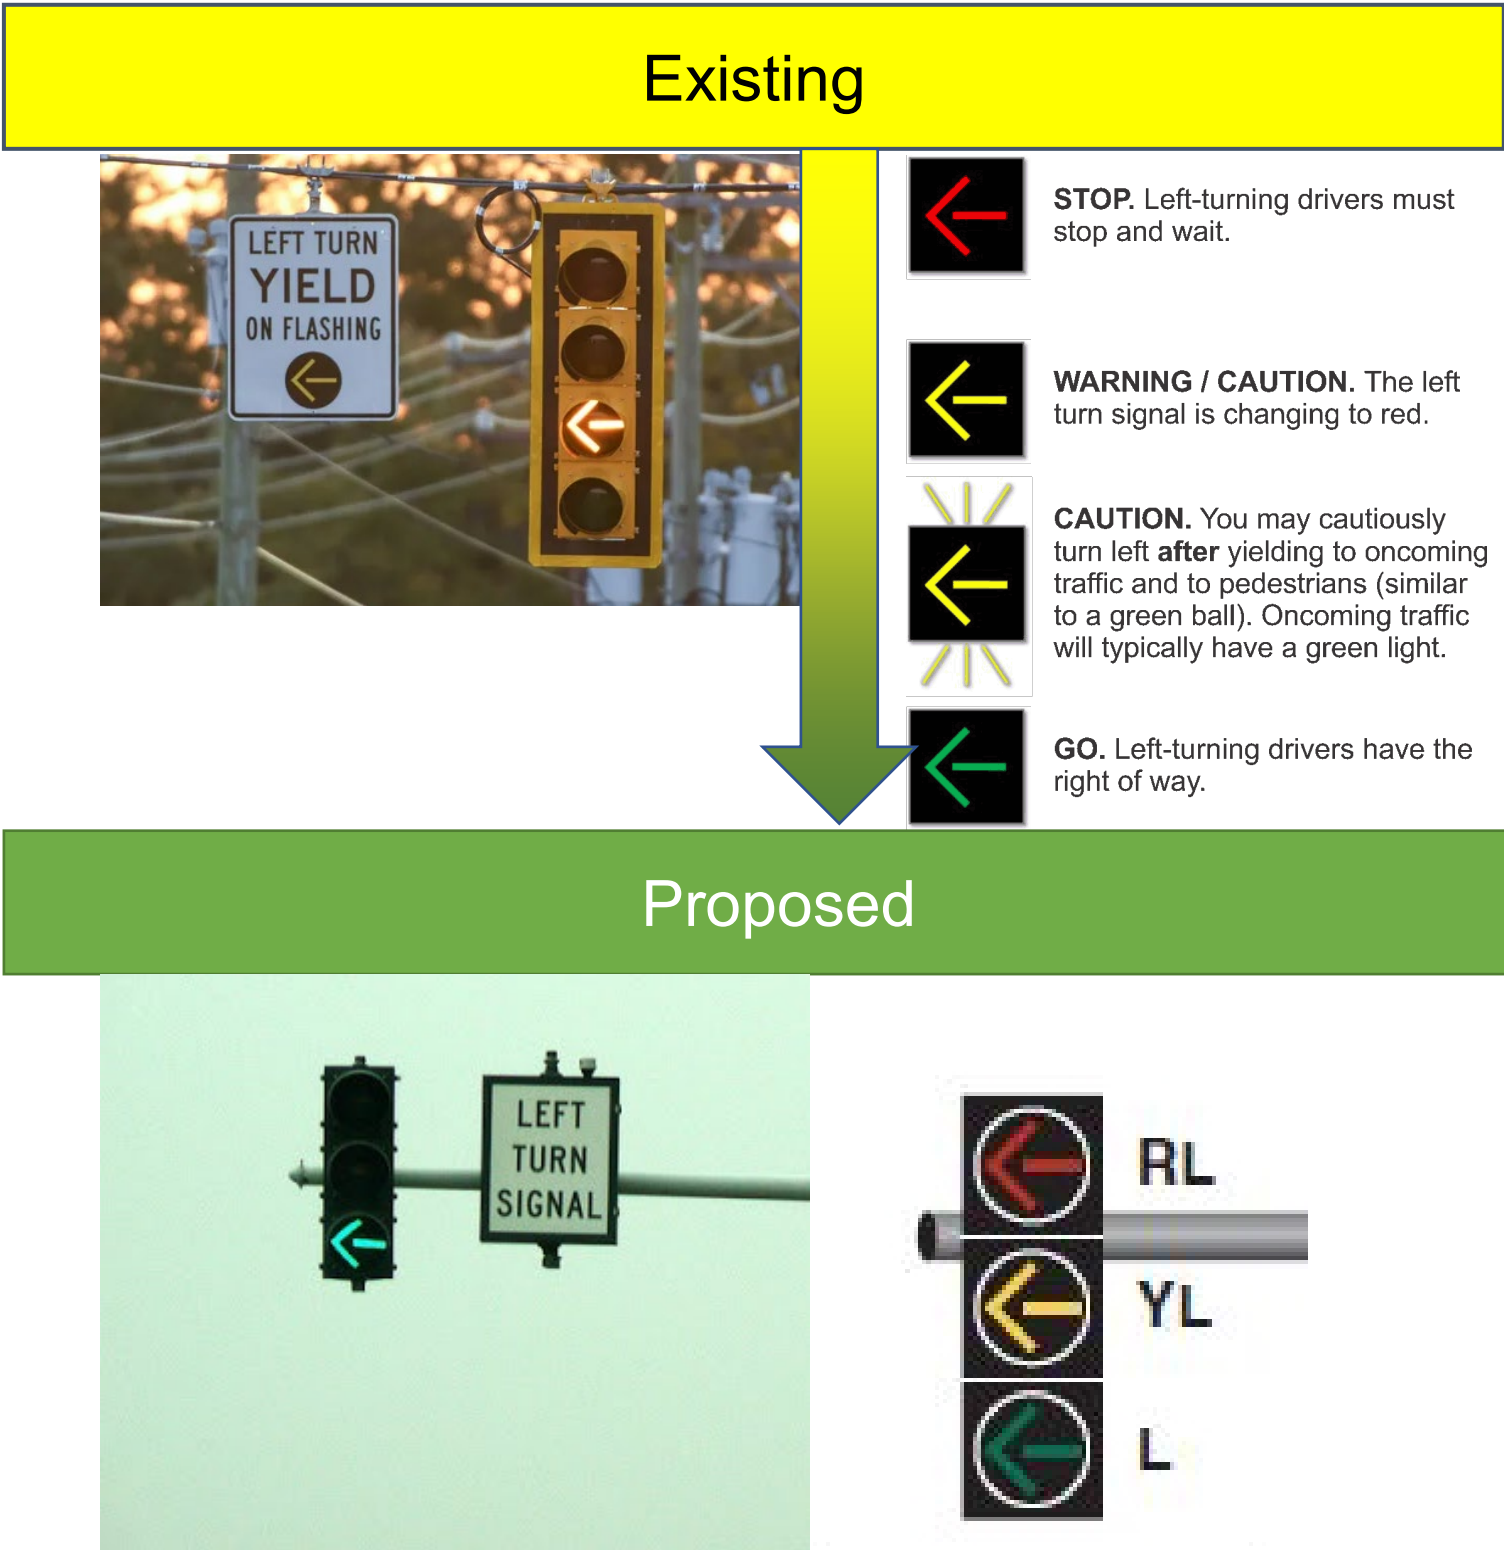 Existing
LEFT TURN
YIELD
ON FLASHING
STOP. Left-turning drivers must
stop and wait.
WARNING / CAUTION. The left
turn signal is changing to red.
CAUTION. You may cautiously
turn left after yielding to oncoming
traffic and to pedestrians (similar
to a green ball). Oncoming traffic
will typically have a green light.
GO. Left-turning drivers have the
right of way.
Proposed
LEFT
TURN
SIGNAL
RL
YL
L